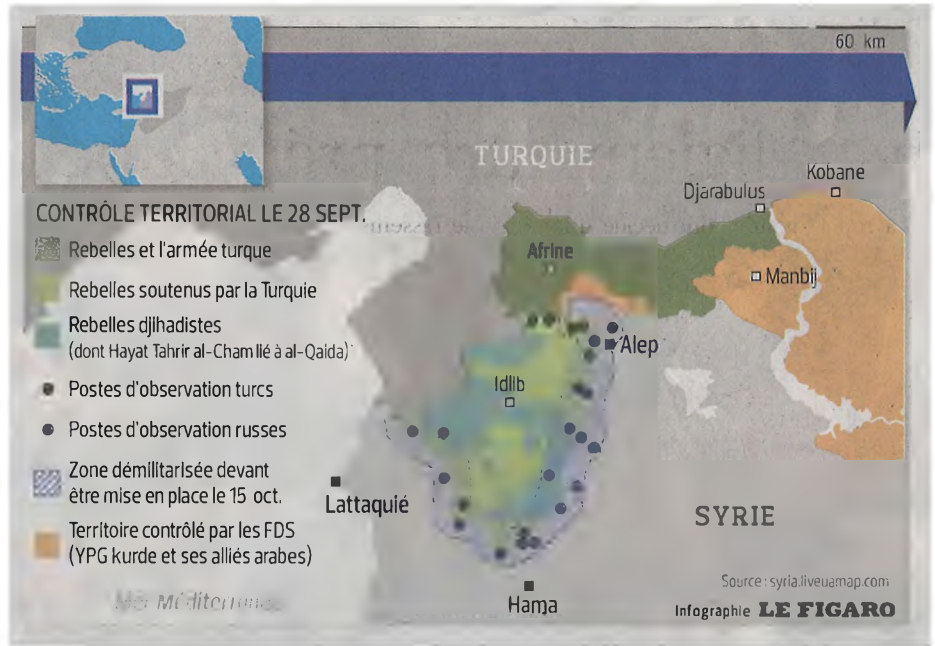 60 km
TURQUIE
Kobane
Djarabulus
CONTRÔLE TERRITORIAL LE 28 SEPT.
Rebelles et l'armée turque
Afrine
Manbij
Rebelles soutenus par la Turquie
Rebelles djihadistes
(dont Hayat Tahrir al-Cham lié à al-Qaida)
Alep
Idlib
Postes d'observation turcs
Postes d'observation russes
Zone démilitarisée devant
être mise en place le 15 oct.
Lattaquié
SYRIE
Territoire contrôlé par les FDS
(YPG kurde et ses alliés arabes)
Source : syria.liveuamap.com
Mer Méditerranée
Hama
Infographie LE FIGARO